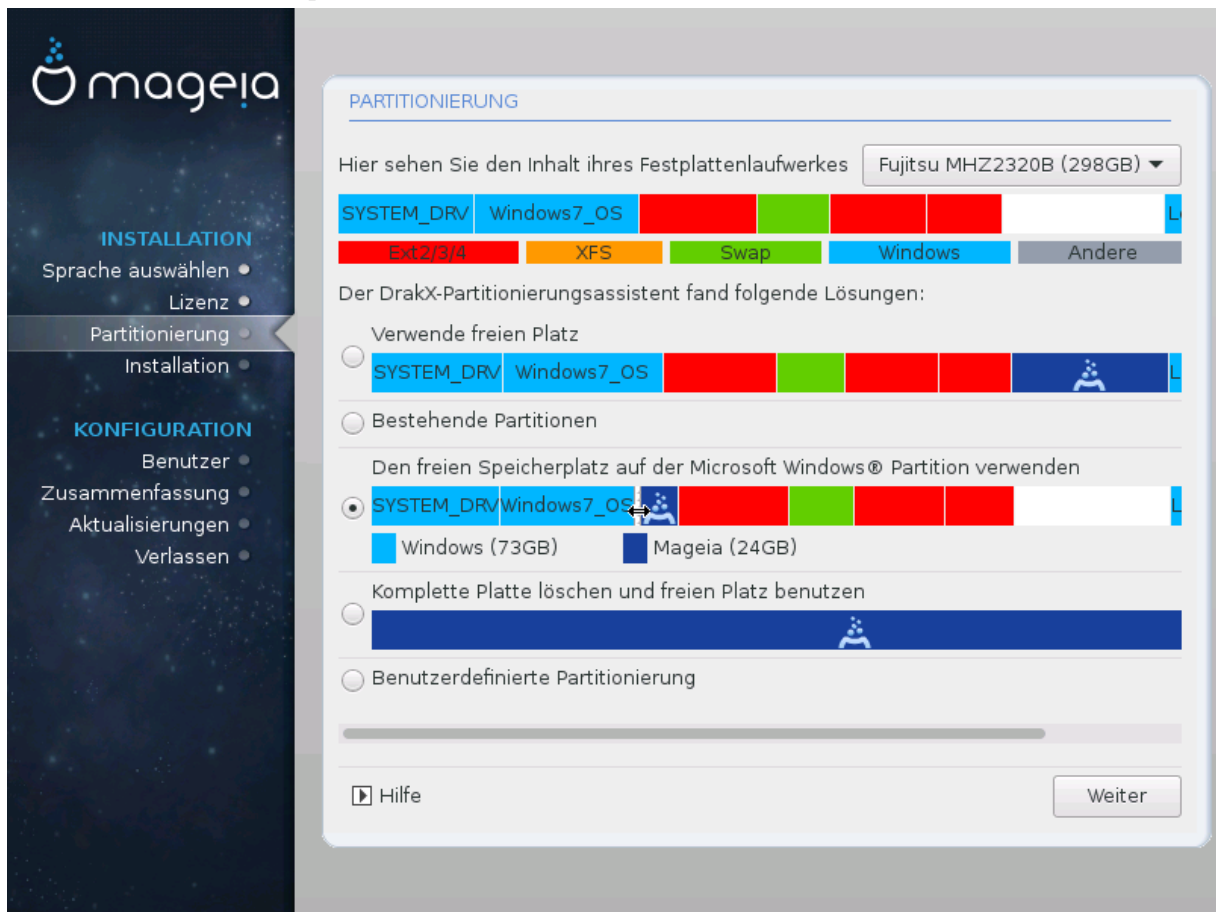 mageia
INSTALLATION
Sprache auswählen
Lizenz
Partitionierung
Installation
KONFIGURATION
Benutzer
Zusammenfassung
Aktualisierungen
Verlassen
PARTITIONIERUNG
Hier sehen Sie den Inhalt ihres Festplattenlaufwerkes Fujitsu MHZ2320B (298GB)
SYSTEM_DRV Windows7_OS
Ext2/3/4 XFS Swap Windows Andere
Der DrakX-Partitionierungsassistent fand folgende Lösungen:
Verwende freien Platz
SYSTEM_DRV Windows7_OS L
Bestehende Partitionen
Den freien Speicherplatz auf der Microsoft Windows® Partition verwenden
SYSTEM_DRV Windows7_OS L
Windows (73GB) Mageia (24GB)
Komplette Platte löschen und freien Platz benutzen
Benutzerdefinierte Partitionierung
Hilfe Weiter